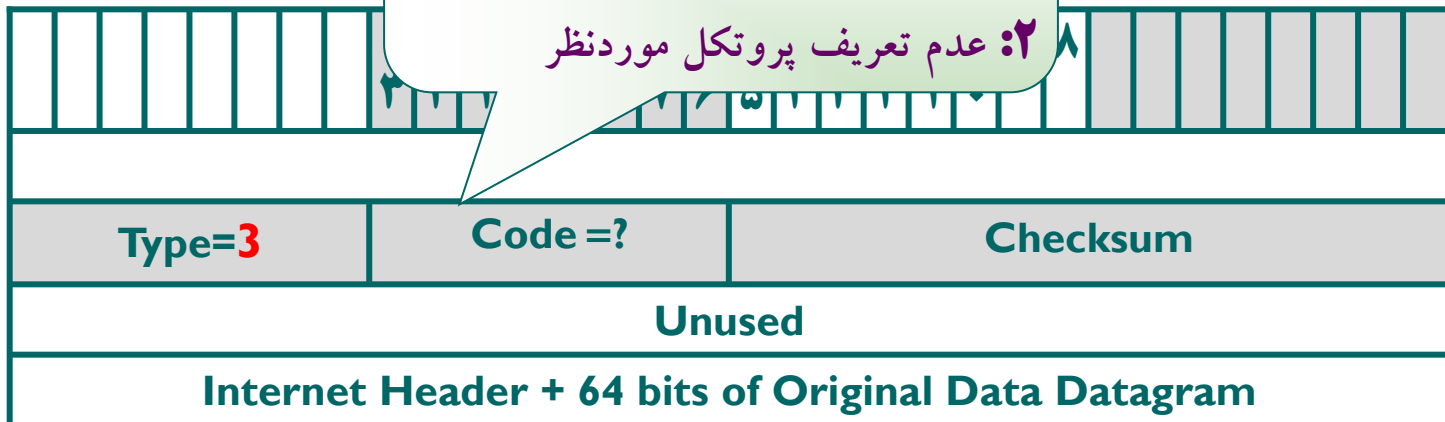 ۲: عدم تعریف پروتکل موردنظر
Type=3 Code =? Checksum
Unused
Internet Header + 64 bits of Original Data Datagram